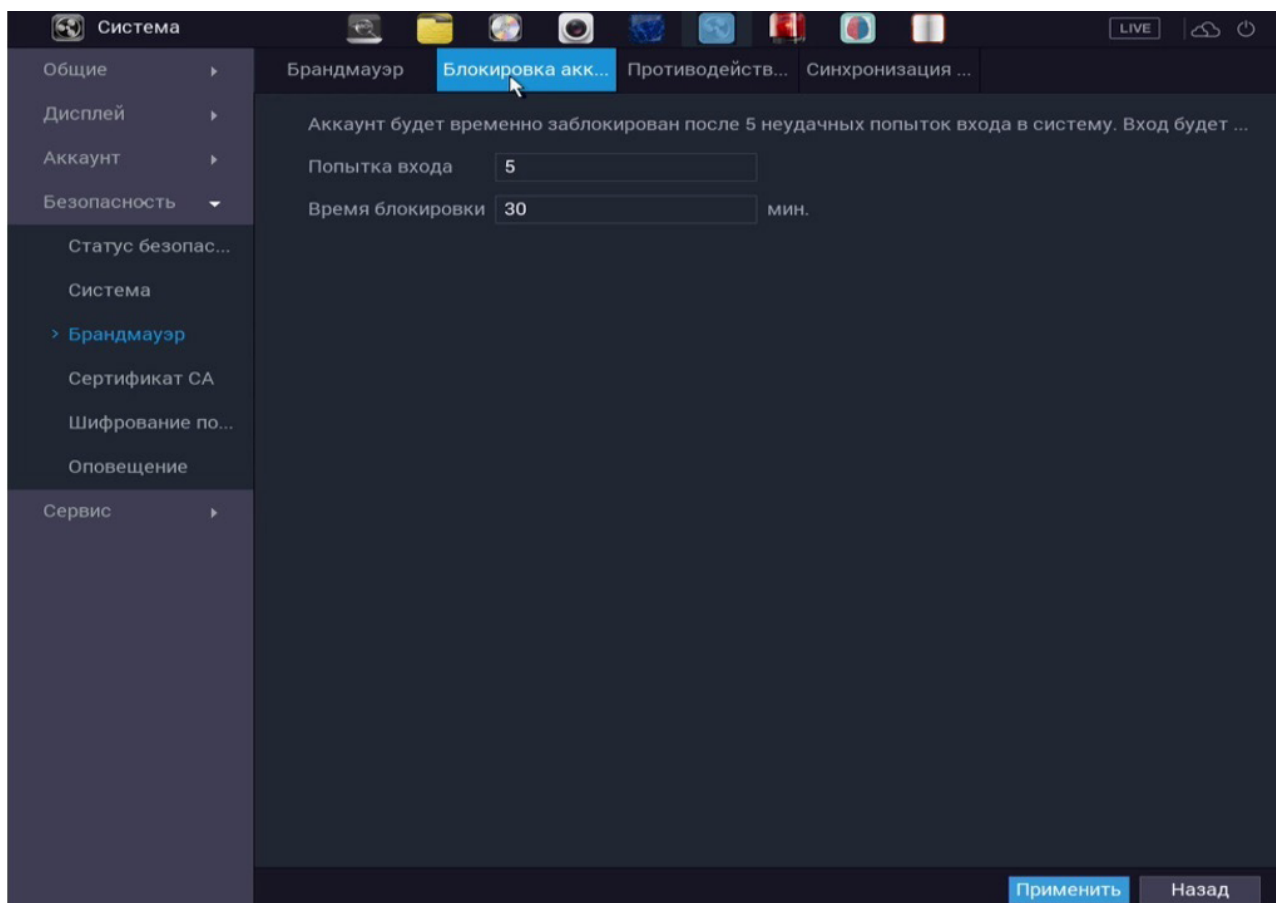 Система
LIVE
Общие
Дисплей
Аккаунт
Безопасность
Статус безопас...
Система
> Брандмауэр
Сертификат CA
Шифрование по...
Оповещение
Сервис
Брандмауэр
Блокировка акк...
Противодейств...
Синхронизация ...
Аккаунт будет временно заблокирован после 5 неудачных попыток входа в систему. Вход будет ...
Попытка входа 5
Время блокировки 30 мин.
Применить
Назад